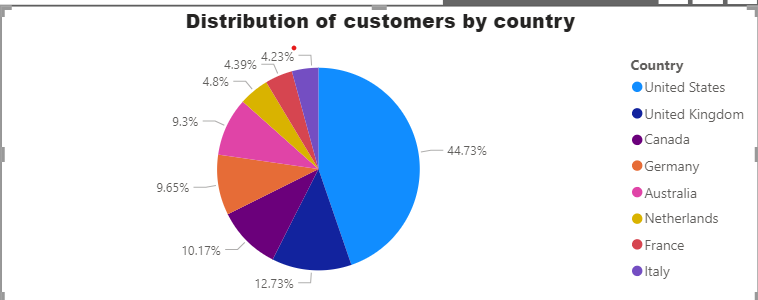 Distribution of customers by country
4.23%
4.39%
4.8%
9.3%
44.73%
9.65%
10.17%
12.73%
Country
United States
United Kingdom
Canada
Germany
Australia
Netherlands
France
Italy